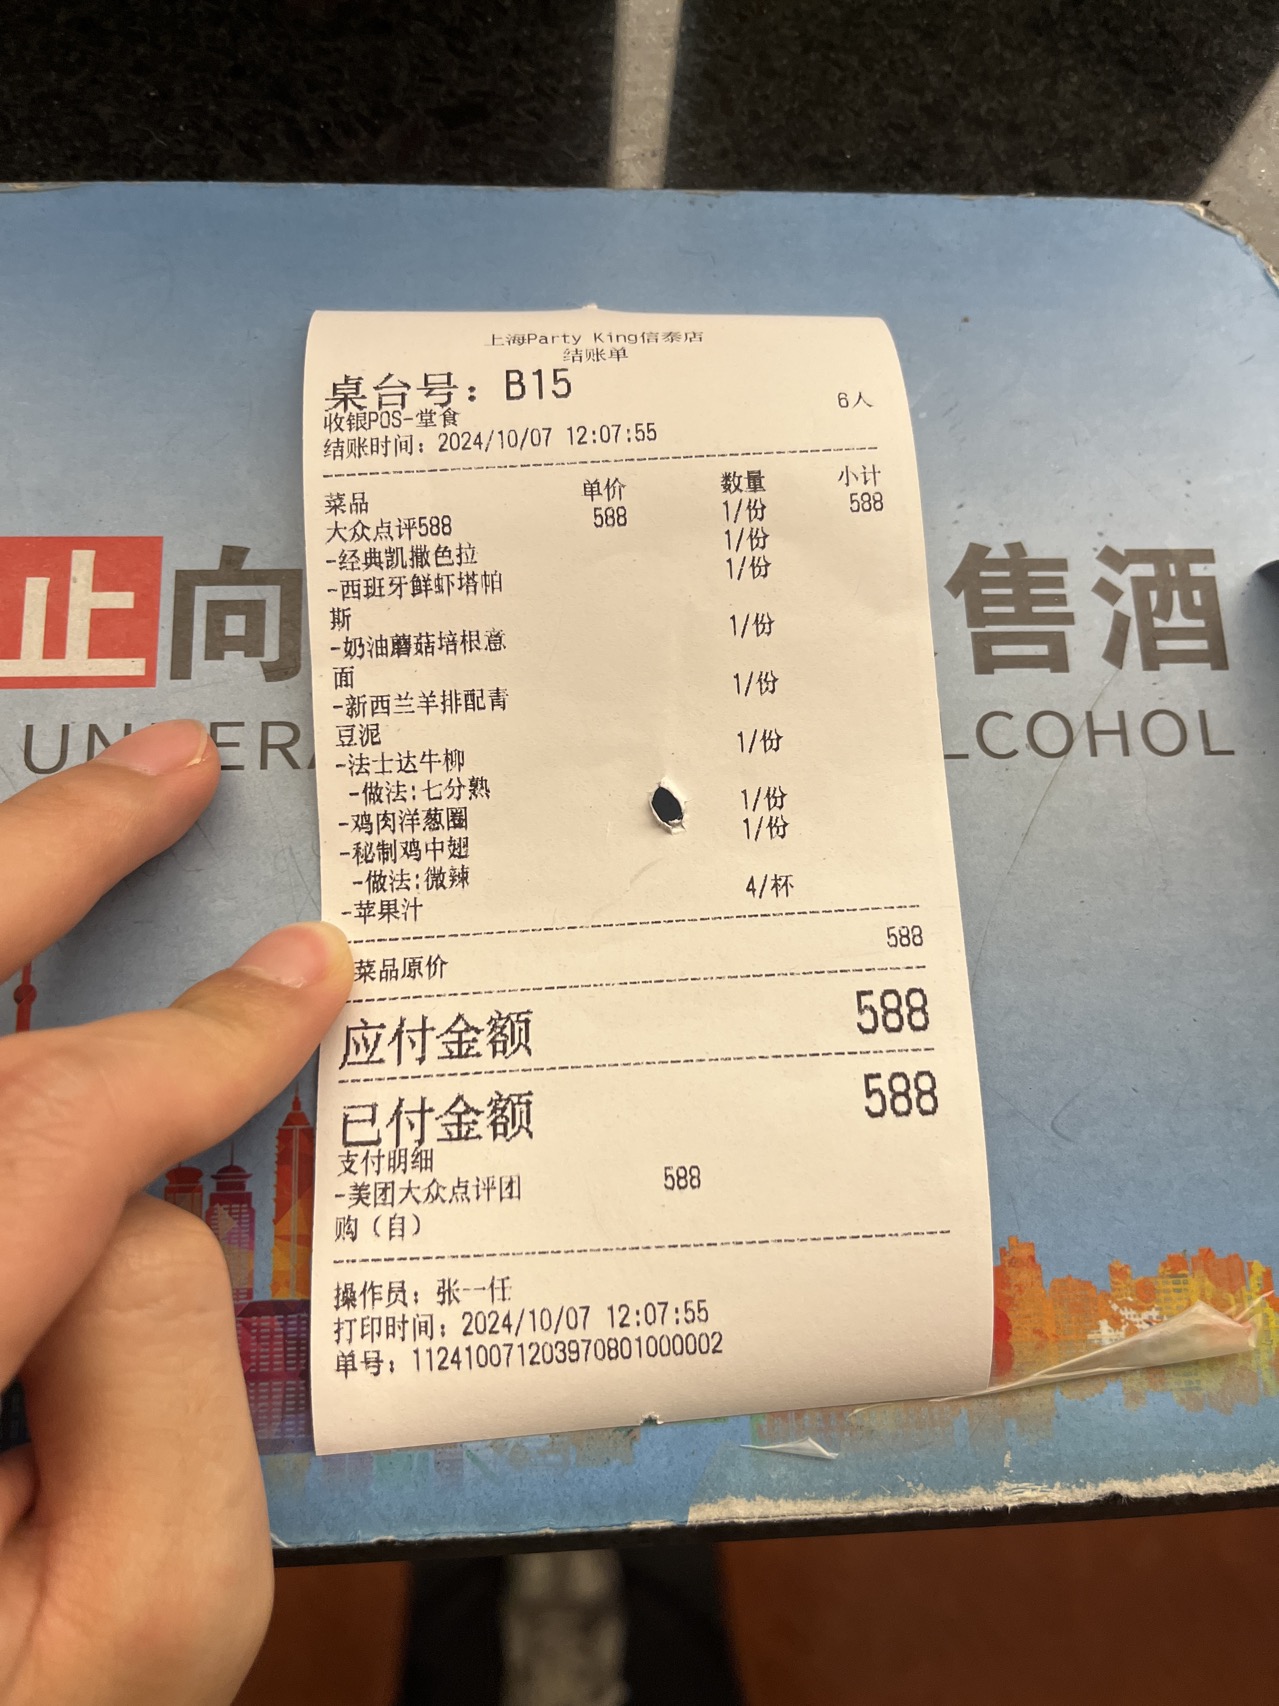 上海Party King信泰店
结账单
桌台号：B15
6人
收银POS-堂食
结账时间：2024/10/07 12:07:55
菜品 单价 数量 小计
大众点评588 588 1/份 588
-经典凯撒色拉 1/份
-西班牙鲜虾塔帕 1/份
斯
-奶油蘑菇培根意 1/份
面
-新西兰羊排配青 1/份
豆泥
-法士达牛柳 1/份
-做法:七分熟
-鸡肉洋葱圈 1/份
-秘制鸡中翅 1/份
-做法:微辣
-苹果汁 4/杯
菜品原价 588
应付金额 588
已付金额 588
支付明细
-美团大众点评团 588
购（自）
操作员：张一任
打印时间：2024/10/07 12:07:55
单号：112410071203970801000002
止向 售酒
UNDERA LCOHOL